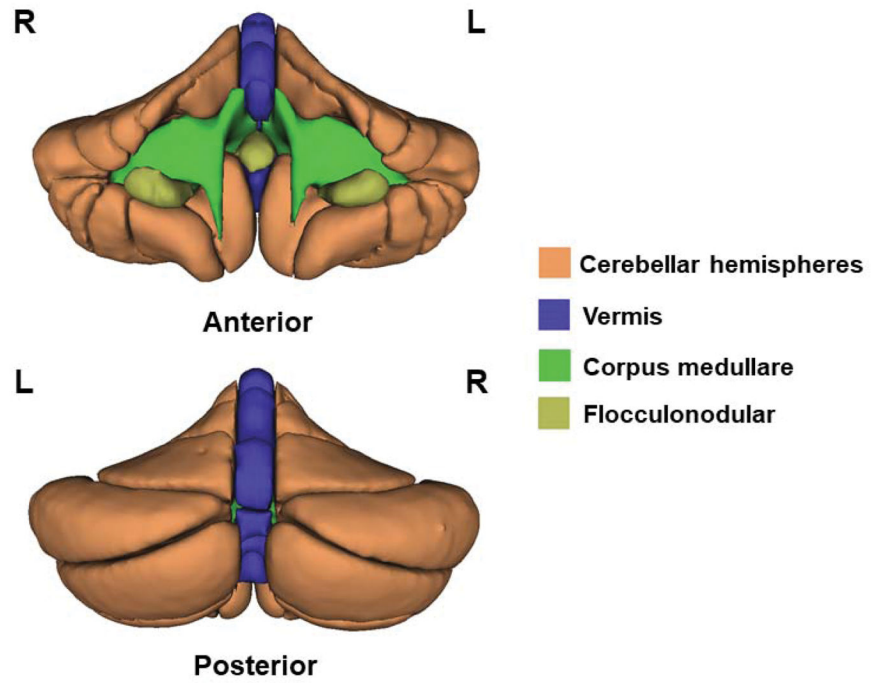 R
L
Anterior
L
R
Posterior
Cerebellar hemispheres
Vermis
Corpus medullare
Flocculonodular